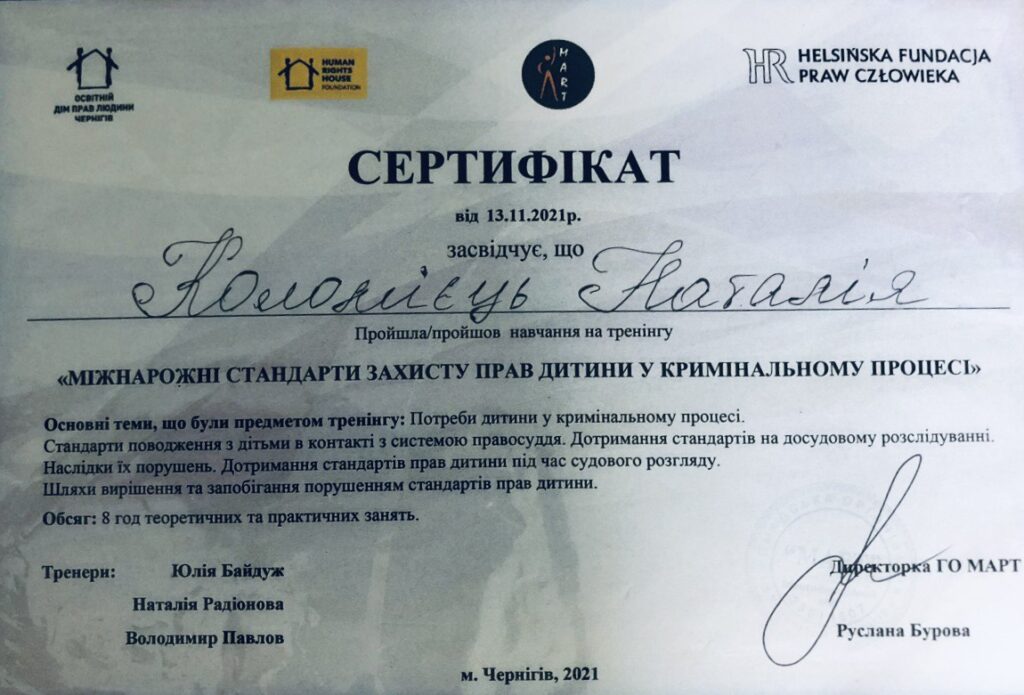 ОСВІТНІЙ
ДІМ ПРАВ ЛЮДИНИ
ЧЕРНІГІВ
HUMAN
RIGHTS
HOUSE
FOUNDATION
MART
HR HELSIŃSKA FUNDACJA
PRAW CZŁOWIEKA
СЕРТИФІКАТ
від 13.11.2021р.
засвідчує, що
Коломієць Наталія
Пройшла/пройшов навчання на тренінгу
«МІЖНАРОЖНІ СТАНДАРТИ ЗАХИСТУ ПРАВ ДИТИНИ У КРИМІНАЛЬНОМУ ПРОЦЕСІ»
Основні теми, що були предметом тренінгу: Потреби дитини у кримінальному процесі.
Стандарти поводження з дітьми в контакті з системою правосуддя. Дотримання стандартів на досудовому розслідуванні.
Наслідки їх порушень. Дотримання стандартів прав дитини під час судового розгляду.
Шляхи вирішення та запобігання порушенням стандартів прав дитини.
Обсяг: 8 год теоретичних та практичних занять.
Тренери: Юлія Байдуж
Наталія Радіонова
Володимир Павлов
Директорка ГО МАРТ
Руслана Бурова
м. Чернігів, 2021